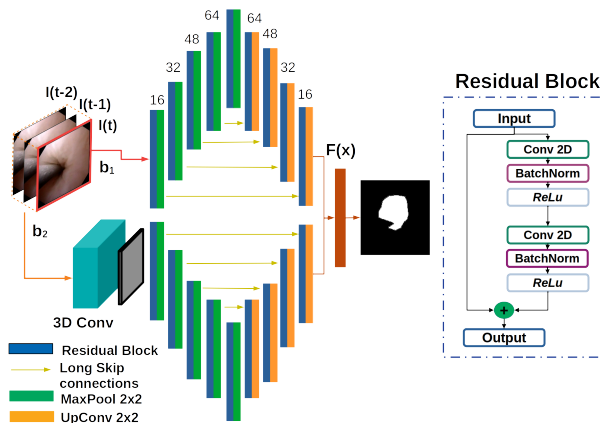 64 64
48 48
32 32
16 16
I(t-2)
I(t-1)
I(t)
b1
b2
3D Conv
F(x)
Residual Block
Long Skip
connections
MaxPool 2x2
UpConv 2x2
Residual Block
Input
Conv 2D
BatchNorm
ReLu
Conv 2D
BatchNorm
ReLu
+
Output